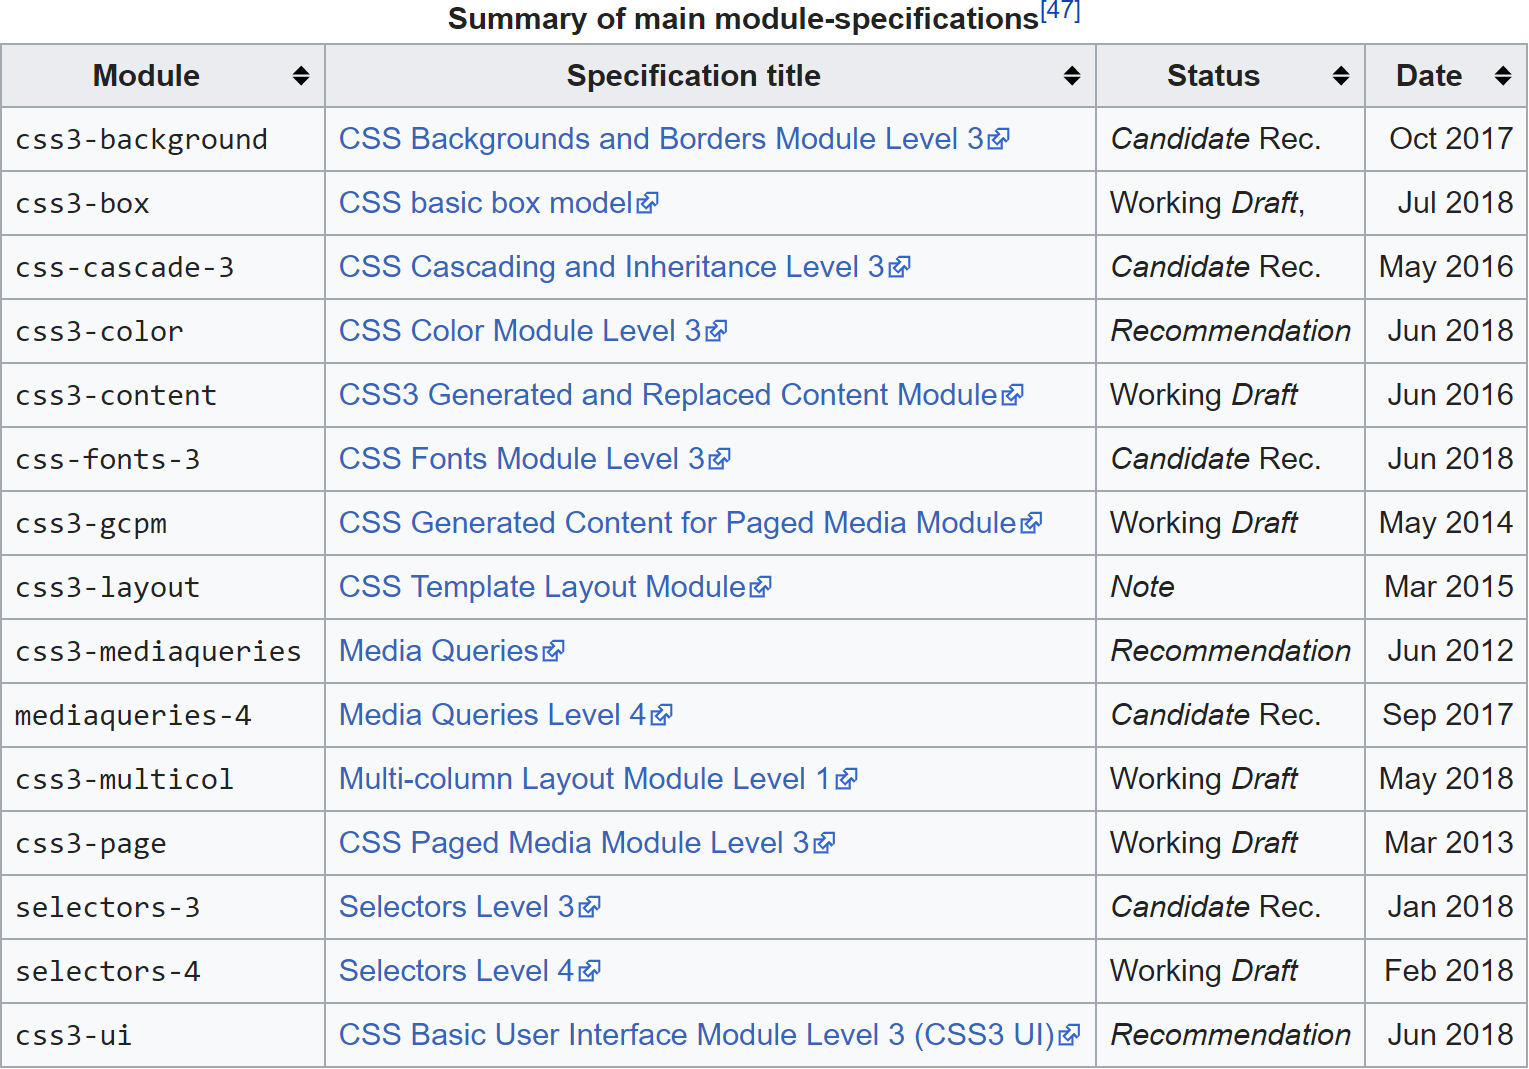 Summary of main module-specifications[47]
Module Specification title Status Date
css3-background CSS Backgrounds and Borders Module Level 3 Candidate Rec. Oct 2017
css3-box CSS basic box model Working Draft, Jul 2018
css-cascade-3 CSS Cascading and Inheritance Level 3 Candidate Rec. May 2016
css3-color CSS Color Module Level 3 Recommendation Jun 2018
css3-content CSS3 Generated and Replaced Content Module Working Draft Jun 2016
css-fonts-3 CSS Fonts Module Level 3 Candidate Rec. Jun 2018
css3-gcpm CSS Generated Content for Paged Media Module Working Draft May 2014
css3-layout CSS Template Layout Module Note Mar 2015
css3-mediaqueries Media Queries Recommendation Jun 2012
mediaqueries-4 Media Queries Level 4 Candidate Rec. Sep 2017
css3-multicol Multi-column Layout Module Level 1 Working Draft May 2018
css3-page CSS Paged Media Module Level 3 Working Draft Mar 2013
selectors-3 Selectors Level 3 Candidate Rec. Jan 2018
selectors-4 Selectors Level 4 Working Draft Feb 2018
css3-ui CSS Basic User Interface Module Level 3 (CSS3 UI) Recommendation Jun 2018